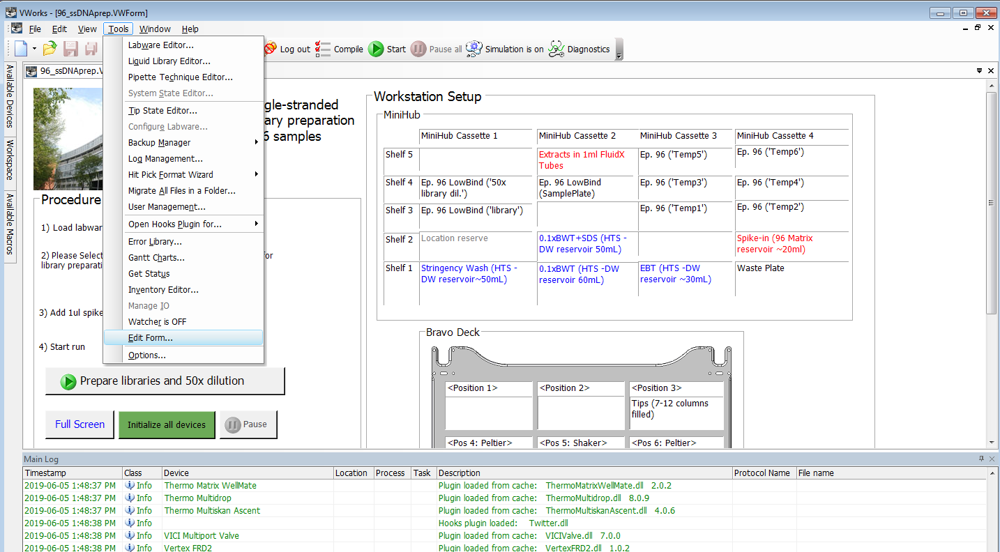 VWorks - [96_ssDNAprep.VWForm]
File Edit View Tools Window Help
Log out Compile Start Pause all Simulation is on Diagnostics
Labware Editor...
Liquid Library Editor...
Pipette Technique Editor...
System State Editor...
Tip State Editor...
Configure Labware...
Backup Manager
Log Management...
Hit Pick Format Wizard
Migrate All Files in a Folder...
User Management...
Open Hooks Plugin for...
Error Library...
Gantt Charts...
Get Status
Inventory Editor...
Manage IO
Watcher is OFF
Edit Form...
Options...
Available Devices
Workspace
Available Macros
96_ssDNAprep.VW
gle-stranded
ary preparation
6 samples
Procedure
1) Load labwar
2) Please Select for
library preparati
3) Add 1ul spike
4) Start run
Prepare libraries and 50x dilution
Full Screen Initialize all devices Pause
Workstation Setup
MiniHub
MiniHub Cassette 1 MiniHub Cassette 2 MiniHub Cassette 3 MiniHub Cassette 4
Shelf 5 Extracts in 1ml FluidX Ep. 96 ('Temp5') Ep. 96 ('Temp6')
Tubes
Shelf 4 Ep. 96 LowBind ('50x Ep. 96 LowBind Ep. 96 ('Temp3') Ep. 96 ('Temp4')
library dil.') (SamplePlate)
Shelf 3 Ep. 96 LowBind ('library') Ep. 96 ('Temp1') Ep. 96 ('Temp2')
Shelf 2 Location reserve 0.1xBWT+SDS (HTS - Spike-in (96 Matrix
DW reservoir 50mL) reservoir ~20ml)
Shelf 1 Stringency Wash (HTS - 0.1xBWT (HTS -DW EBT (HTS -DW Waste Plate
DW reservoir~50mL) reservoir 60mL) reservoir ~30mL)
Bravo Deck
<Position 1> <Position 2> <Position 3>
Tips (7-12 columns
filled)
<Pos 4: Peltier> <Pos 5: Shaker> <Pos 6: Peltier>
Main Log
Timestamp Class Device Location Process Task Description Protocol Name File name
2019-06-05 1:48:37 PM Info Thermo Matrix WellMate Plugin loaded from cache: ThermoMatrixWellMate.dll 2.0.2
2019-06-05 1:48:37 PM Info Thermo Multidrop Plugin loaded from cache: ThermoMultidrop.dll 8.0.9
2019-06-05 1:48:37 PM Info Thermo Multiskan Ascent Plugin loaded from cache: ThermoMultiskanAscent.dll 4.0.6
2019-06-05 1:48:38 PM Info Hooks plugin loaded: Twitter.dll
2019-06-05 1:48:38 PM Info VICI Multiport Valve Plugin loaded from cache: VICIValve.dll 7.0.0
2019-06-05 1:48:38 PM Info Vertex FRD2 Plugin loaded from cache: VertexFRD2.dll 1.0.2